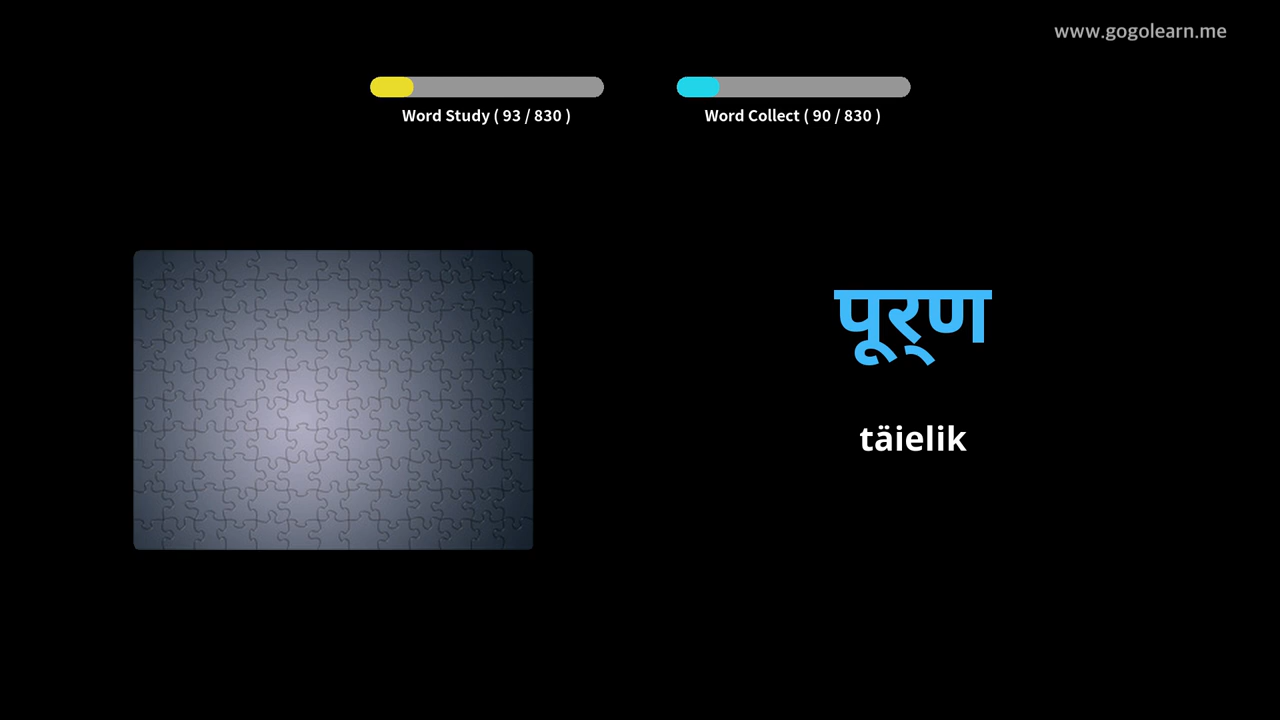 www.gogolearn.me
Word Study ( 93 / 830 )
Word Collect ( 90 / 830 )
पूर्ण
täielik